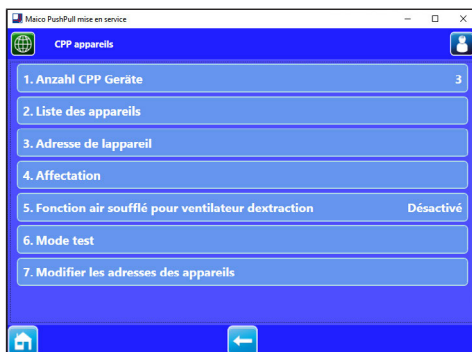 Maico PushPull mise en service
CPP appareils
1. Anzahl CPP Geräte 3
2. Liste des appareils
3. Adresse de lappareil
4. Affectation
5. Fonction air soufflé pour ventilateur dextraction Désactivé
6. Mode test
7. Modifier les adresses des appareils